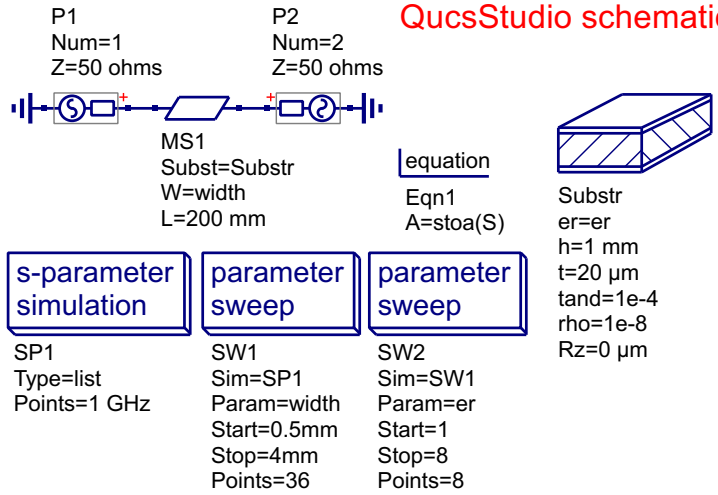 P1
Num=1
Z=50 ohms
P2
Num=2
Z=50 ohms
QucsStudio schematic
+
+
MS1
Subst=Substr
W=width
L=200 mm
equation
Eqn1
A=stoa(S)
Substr
er=er
h=1 mm
t=20 µm
tand=1e-4
rho=1e-8
Rz=0 µm
s-parameter
simulation
SP1
Type=list
Points=1 GHz
parameter
sweep
SW1
Sim=SP1
Param=width
Start=0.5mm
Stop=4mm
Points=36
parameter
sweep
SW2
Sim=SW1
Param=er
Start=1
Stop=8
Points=8